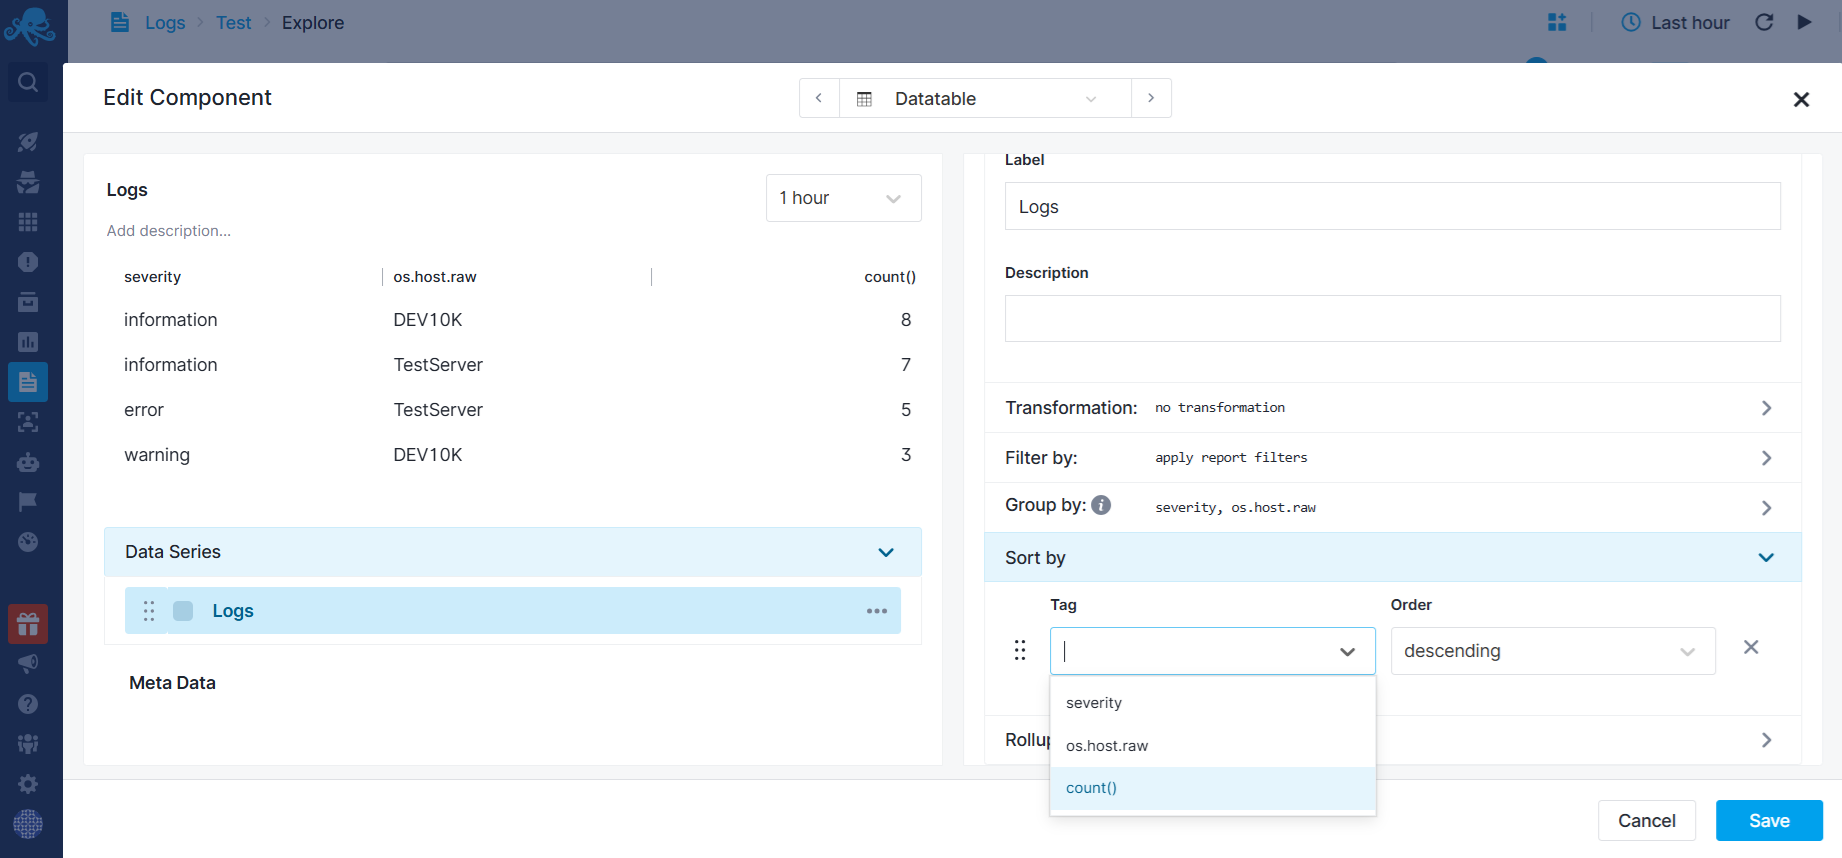 Logs > Test > Explore
Last hour
Edit Component
Datatable
Logs
1 hour
Add description...
severity os.host.raw count()
information DEV10K 8
information TestServer 7
error TestServer 5
warning DEV10K 3
Data Series
Logs
Meta Data
Label
Logs
Description
Transformation: no transformation
Filter by: apply report filters
Group by: severity, os.host.raw
Sort by
Tag Order
descending
severity
os.host.raw
count()
Rollup
Cancel Save